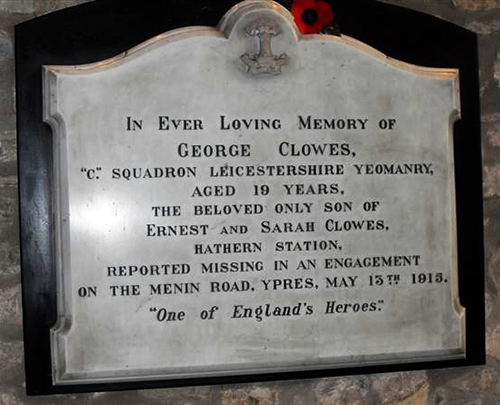 In Ever Loving Memory of
George Clowes,
"C." Squadron Leicestershire Yeomanry,
aged 19 years,
the beloved only son of
Ernest and Sarah Clowes,
Hathern Station,
reported missing in an engagement
on the Menin Road, Ypres, May 13th 1915.
"One of England's Heroes."